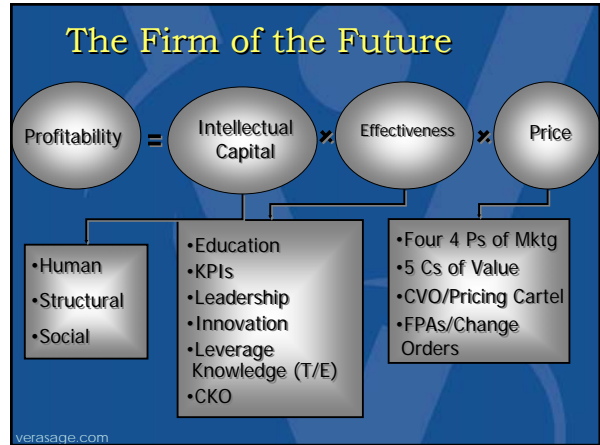 The Firm of the Future
Profitability
=
Intellectual
Capital
×
Effectiveness
×
Price
•Human
•Structural
•Social
•Education
•KPIs
•Leadership
•Innovation
•Leverage
Knowledge (T/E)
•CKO
•Four 4 Ps of Mktg
•5 Cs of Value
•CVO/Pricing Cartel
•FPAs/Change
Orders
verasage.com